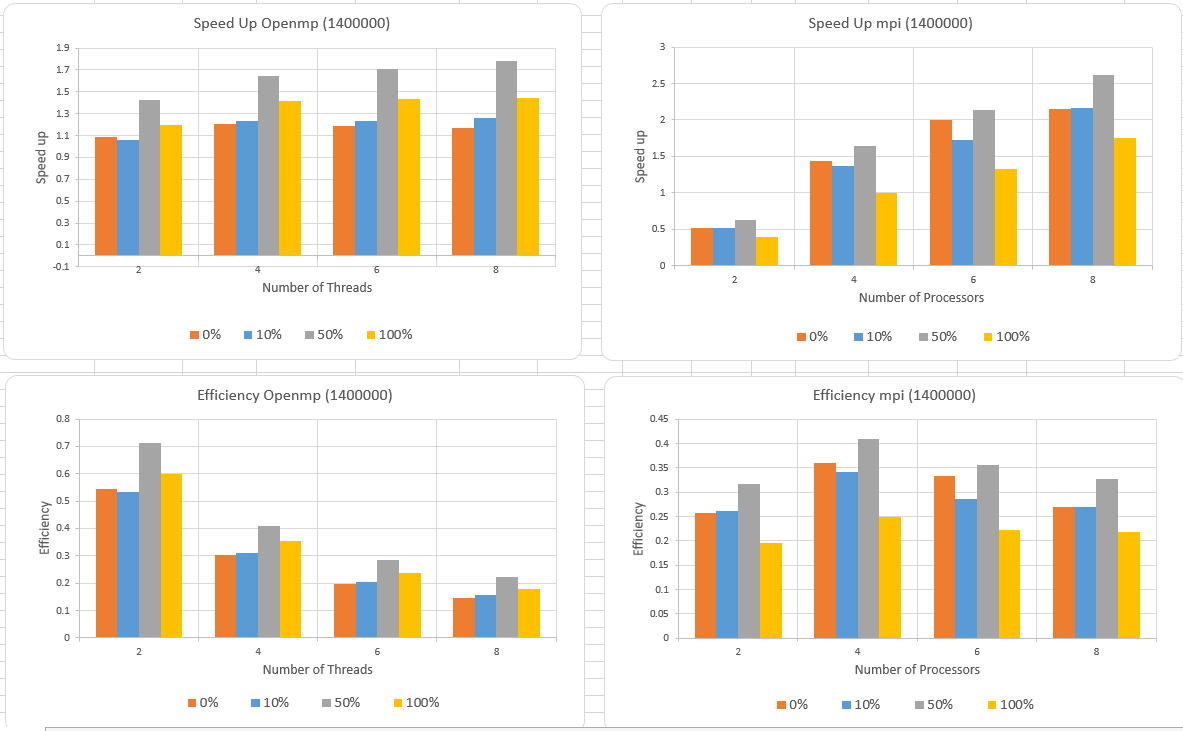 Speed Up Openmp (1400000)
1.9
1.7
1.5
1.3
1.1
0.9
0.7
0.5
0.3
0.1
-0.1
Speed up
2 4 6 8
Number of Threads
0% 10% 50% 100%
Speed Up mpi (1400000)
3
2.5
2
1.5
1
0.5
0
Speed up
2 4 6 8
Number of Processors
0% 10% 50% 100%
Efficiency Openmp (1400000)
0.8
0.7
0.6
0.5
0.4
0.3
0.2
0.1
0
Efficiency
2 4 6 8
Number of Threads
0% 10% 50% 100%
Efficiency mpi (1400000)
0.45
0.4
0.35
0.3
0.25
0.2
0.15
0.1
0.05
0
Efficiency
2 4 6 8
Number of Processors
0% 10% 50% 100%